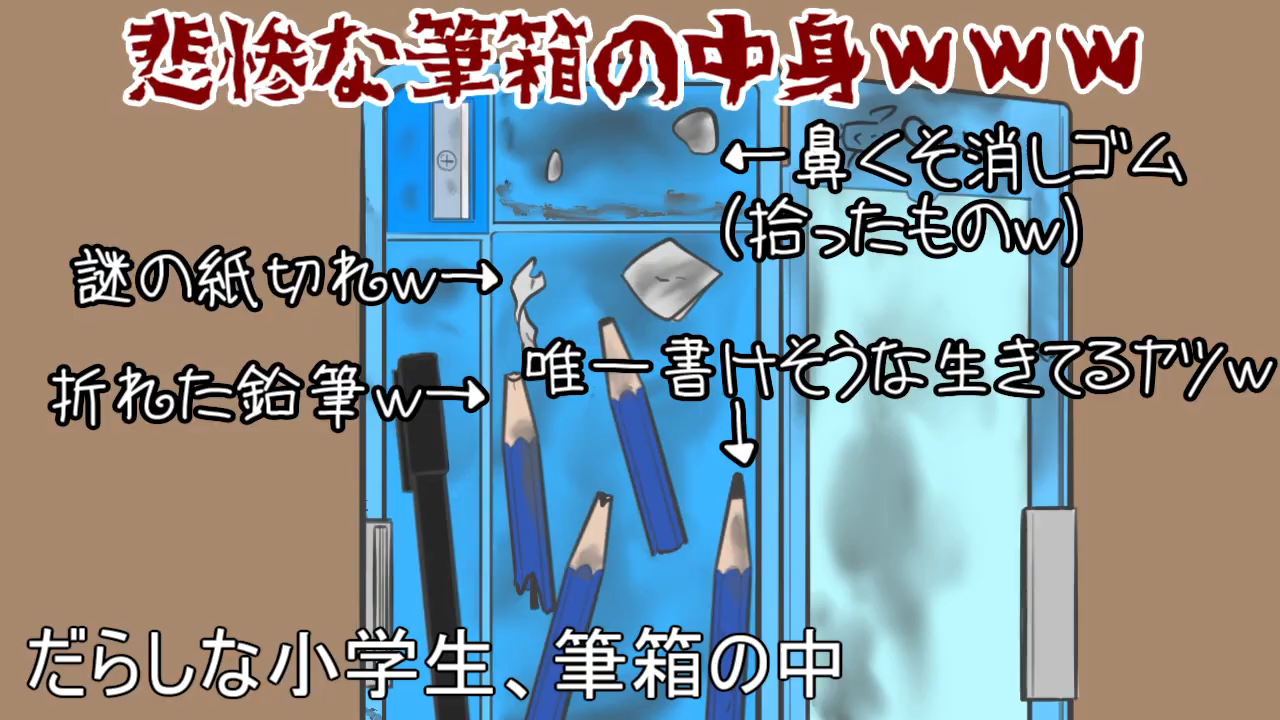 悲惨な筆箱の中身ｗｗｗ
←鼻くそ消しゴム
(拾ったものｗ)
謎の紙切れｗ→
唯一書けそうな生きてるヤツｗ
↓
折れた鉛筆ｗ→
だらしな小学生、筆箱の中